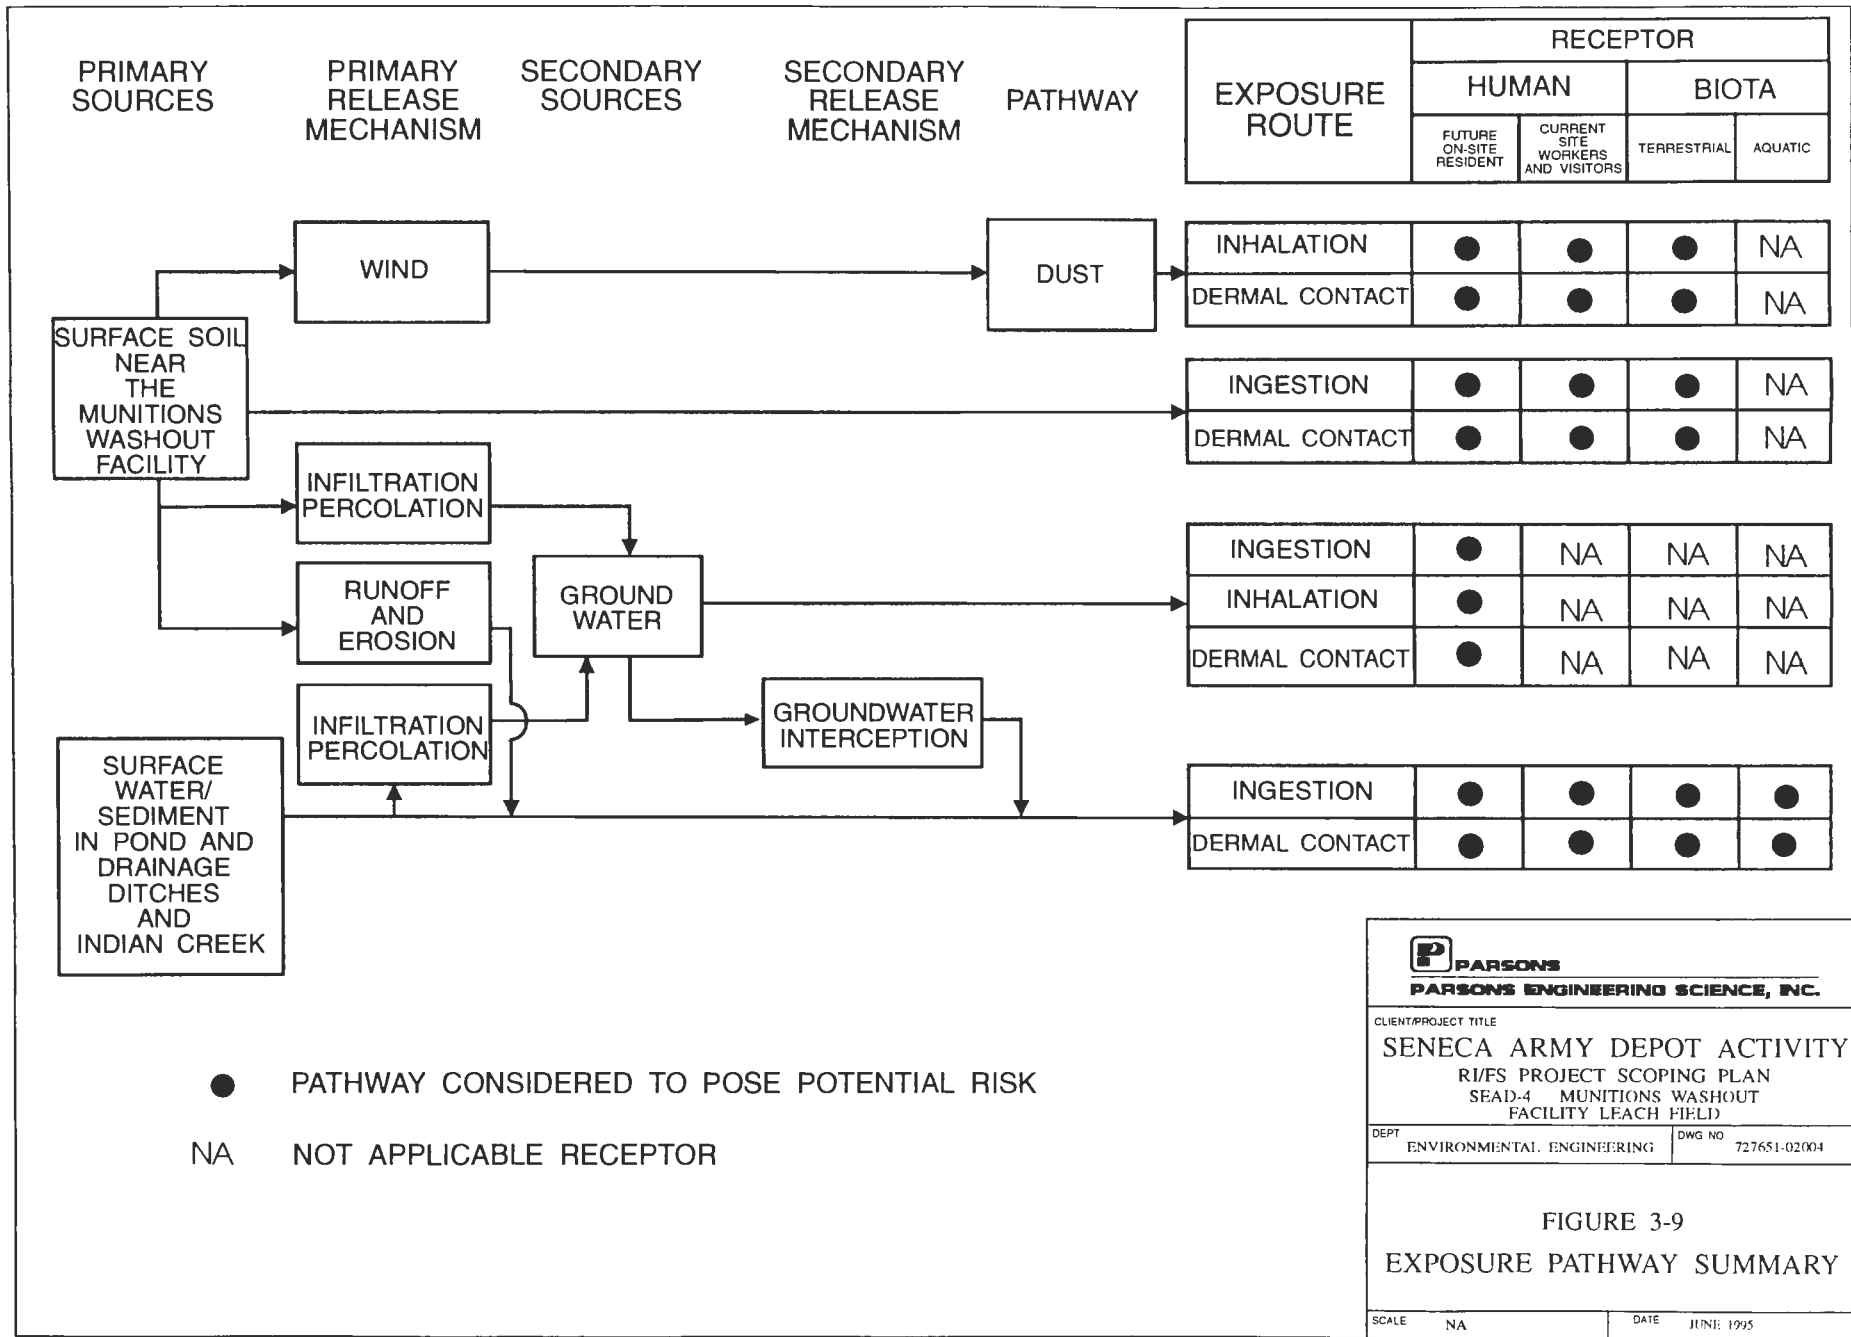 PRIMARY
SOURCES
PRIMARY
RELEASE
MECHANISM
SECONDARY
SOURCES
SECONDARY
RELEASE
MECHANISM
PATHWAY
EXPOSURE
ROUTE
RECEPTOR
HUMAN
BIOTA
FUTURE
ON-SITE
RESIDENT
CURRENT
SITE
WORKERS
AND VISITORS
TERRESTRIAL
AQUATIC
WIND
DUST
INHALATION ● ● ● NA
DERMAL CONTACT ● ● ● NA
SURFACE SOIL
NEAR
THE
MUNITIONS
WASHOUT
FACILITY
INGESTION ● ● ● NA
DERMAL CONTACT ● ● ● NA
INFILTRATION
PERCOLATION
RUNOFF
AND
EROSION
GROUND
WATER
INGESTION ● NA NA NA
INHALATION ● NA NA NA
DERMAL CONTACT ● NA NA NA
INFILTRATION
PERCOLATION
GROUNDWATER
INTERCEPTION
SURFACE
WATER/
SEDIMENT
IN POND AND
DRAINAGE
DITCHES
AND
INDIAN CREEK
INGESTION ● ● ● ●
DERMAL CONTACT ● ● ● ●
● PATHWAY CONSIDERED TO POSE POTENTIAL RISK
NA NOT APPLICABLE RECEPTOR
PARSONS
PARSONS ENGINEERING SCIENCE, INC.
CLIENT/PROJECT TITLE
SENECA ARMY DEPOT ACTIVITY
RI/FS PROJECT SCOPING PLAN
SEAD-4 MUNITIONS WASHOUT
FACILITY LEACH FIELD
DEPT
ENVIRONMENTAL ENGINEERING
DWG NO
727651-02004
FIGURE 3-9
EXPOSURE PATHWAY SUMMARY
SCALE NA
DATE JUNE 1995